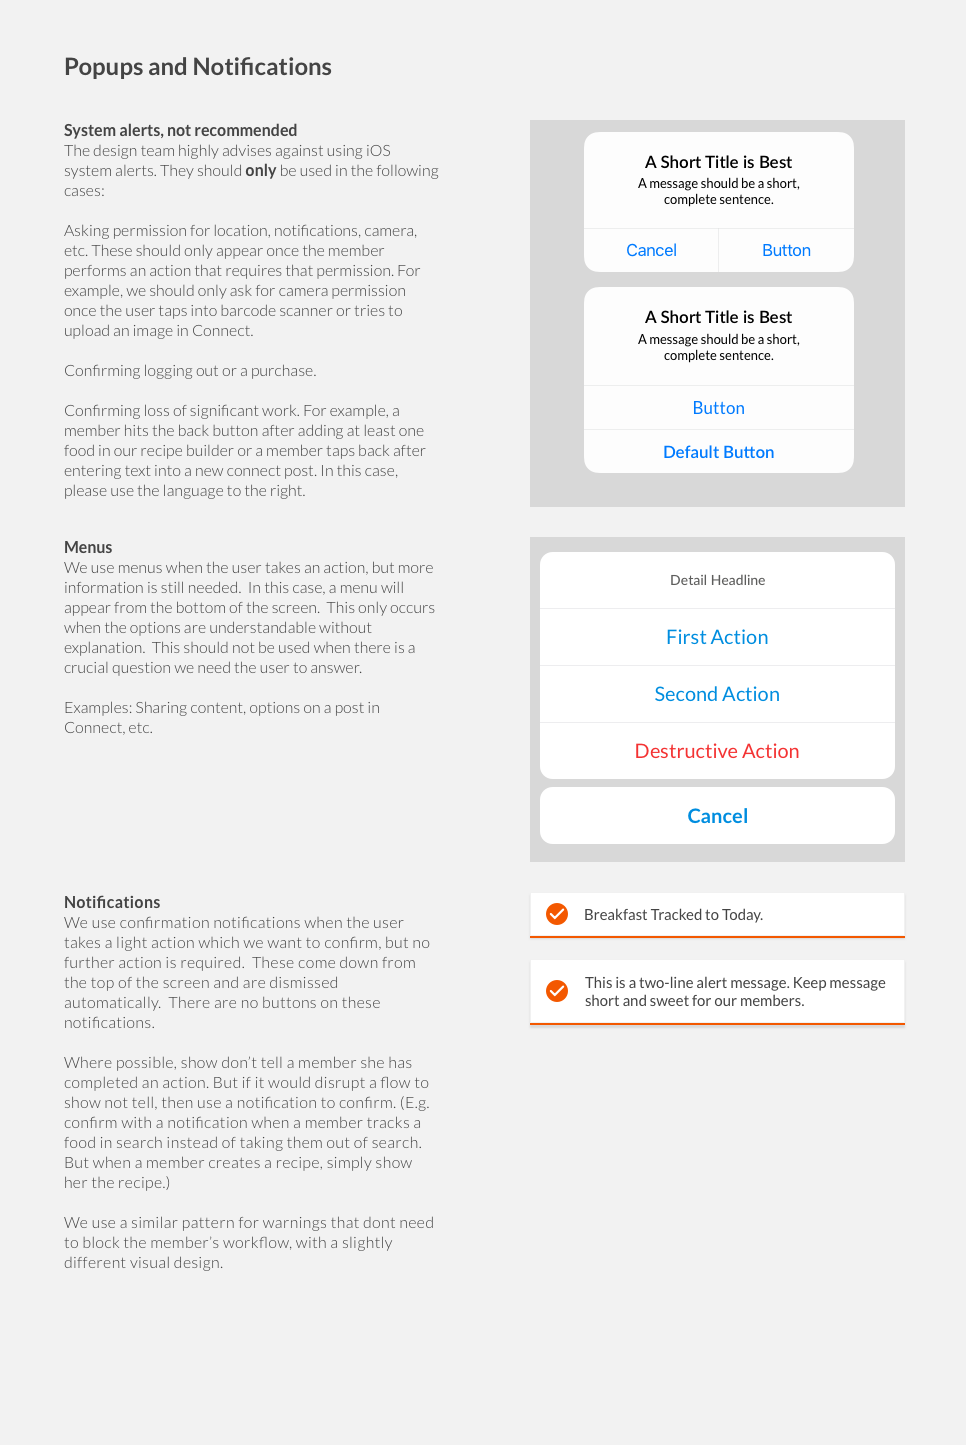 Popups and Notifications
System alerts, not recommended
The design team highly advises against using iOS
system alerts. They should only be used in the following
cases:
Asking permission for location, notifications, camera,
etc. These should only appear once the member
performs an action that requires that permission. For
example, we should only ask for camera permission
once the user taps into barcode scanner or tries to
upload an image in Connect.
Confirming logging out or a purchase.
Confirming loss of significant work. For example, a
member hits the back button after adding at least one
food in our recipe builder or a member taps back after
entering text into a new connect post. In this case,
please use the language to the right.
A Short Title is Best
A message should be a short,
complete sentence.
Cancel Button
A Short Title is Best
A message should be a short,
complete sentence.
Button
Default Button
Menus
We use menus when the user takes an action, but more
information is still needed.  In this case, a menu will
appear from the bottom of the screen.  This only occurs
when the options are understandable without
explanation.  This should not be used when there is a
crucial question we need the user to answer.
Examples: Sharing content, options on a post in
Connect, etc.
Detail Headline
First Action
Second Action
Destructive Action
Cancel
Notifications
We use confirmation notifications when the user
takes a light action which we want to confirm, but no
further action is required.  These come down from
the top of the screen and are dismissed
automatically.  There are no buttons on these
notifications.
Where possible, show don't tell a member she has
completed an action. But if it would disrupt a flow to
show not tell, then use a notification to confirm. (E.g.
confirm with a notification when a member tracks a
food in search instead of taking them out of search.
But when a member creates a recipe, simply show
her the recipe.)
We use a similar pattern for warnings that dont need
to block the member's workflow, with a slightly
different visual design.
Breakfast Tracked to Today.
This is a two-line alert message. Keep message
short and sweet for our members.